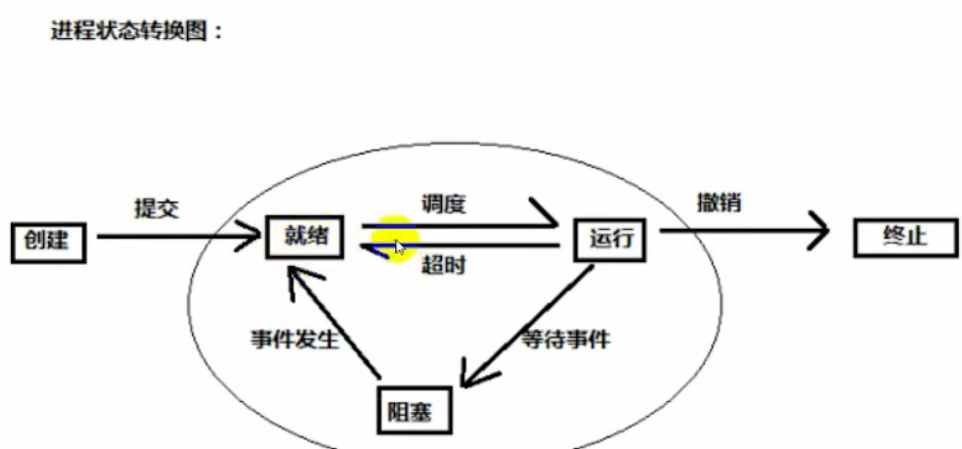 进程状态转换图：
提交
调度
撤销
创建
就绪
运行
终止
超时
事件发生
等待事件
阻塞